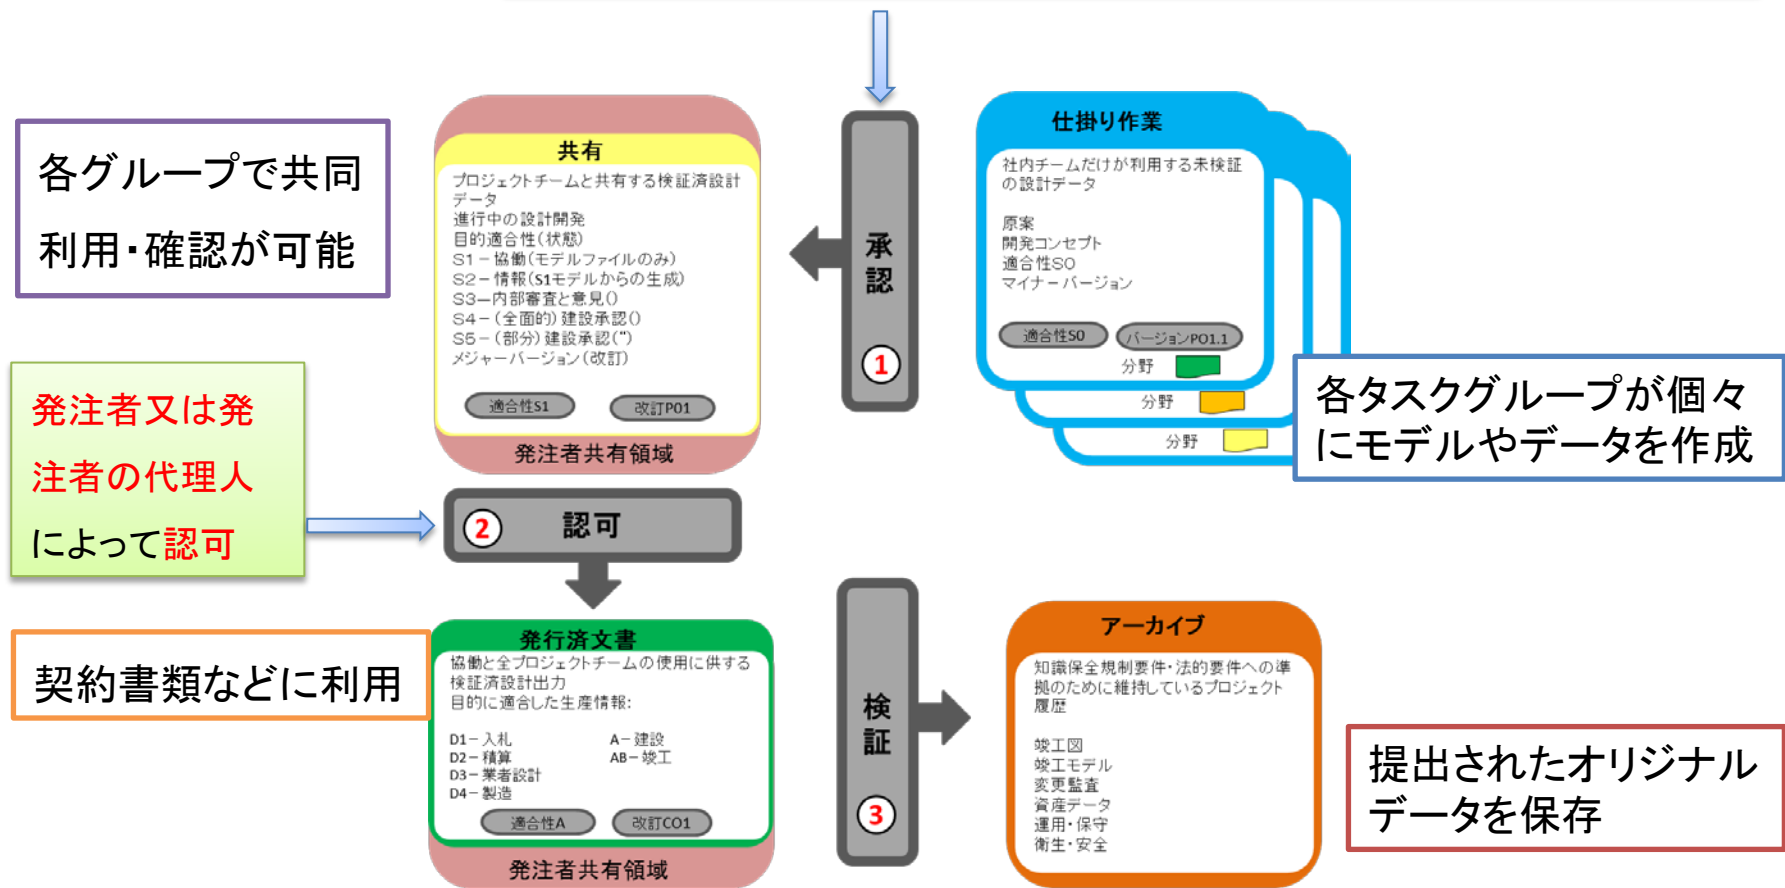 各グループで共同
利用・確認が可能
共有
プロジェクトチームと共有する検証済設計
データ
進行中の設計開発
目的適合性(状態)
S1-協働(モデルファイルのみ)
S2-情報(S1モデルからの生成)
S3―内部審査と意見()
S4-(全面的)建設承認()
S5-(部分)建設承認(")
メジャーバージョン(改訂)
適合性S1
改訂P01
発注者共有領域
承認
①
仕掛り作業
社内チームだけが利用する未検証
の設計データ
原案
開発コンセプト
適合性SO
マイナーバージョン
適合性S0
バージョンPO1.1
分野
分野
分野
各タスクグループが個々
にモデルやデータを作成
発注者又は発
注者の代理人
によって認可
② 認可
契約書類などに利用
発行済文書
協働と全プロジェクトチームの使用に供する
検証済設計出力
目的に適合した生産情報:
D1-入札 A-建設
D2-積算 AB-竣工
D3-業者設計
D4-製造
適合性A
改訂CO1
発注者共有領域
検証
③
アーカイブ
知識保全規制要件・法的要件への準
拠のために維持しているプロジェクト
履歴
竣工図
竣工モデル
変更監査
資産データ
運用・保守
衛生・安全
提出されたオリジナル
データを保存